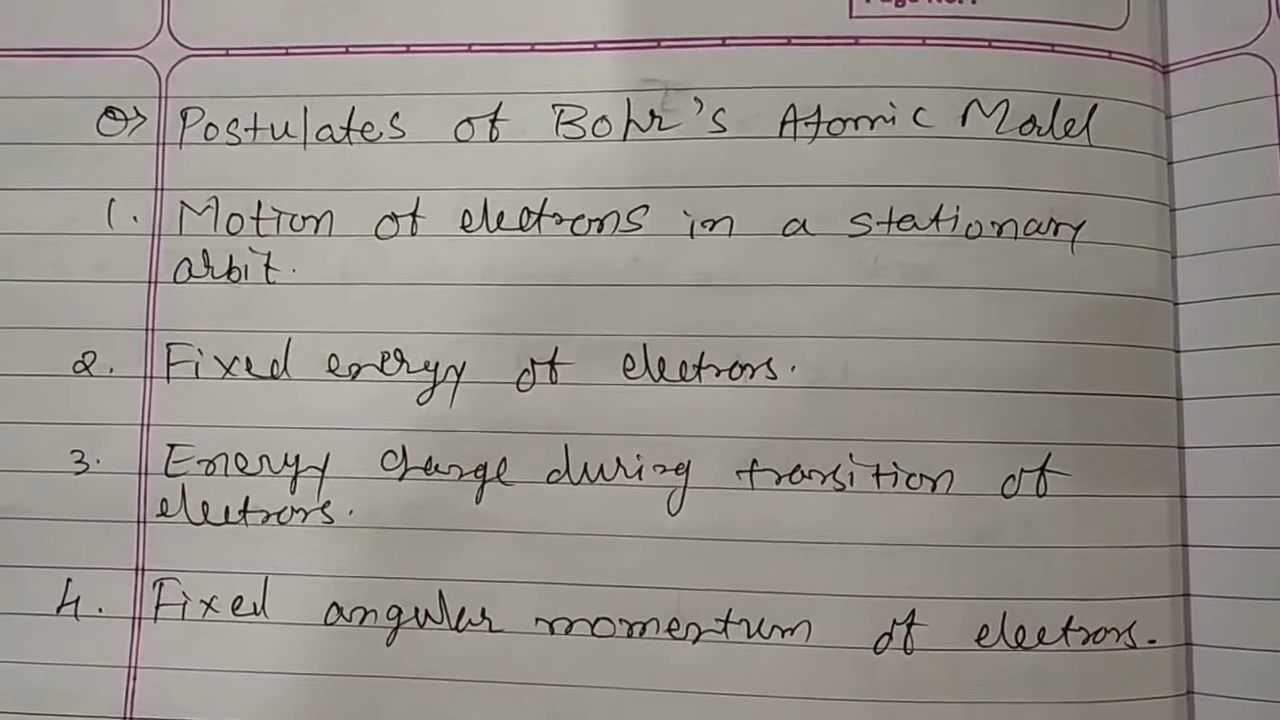 Q> Postulates of Bohr's Atomic Model
1. Motion of electrons in a stationary
orbit.
2. Fixed energy of electrons.
3. Energy change during transition of
electrons.
4. Fixed angular momentum of electrons.